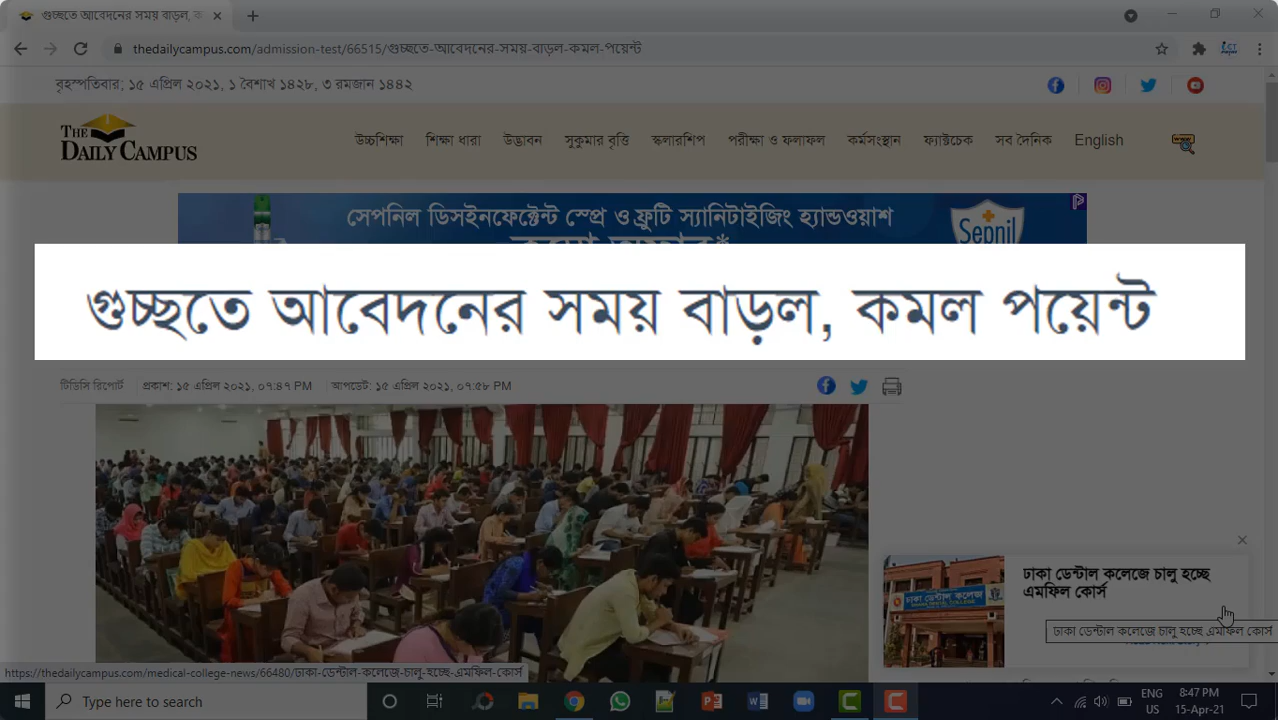 গুচ্ছতে আবেদনের সময় বাড়ল, ক
thedailycampus.com/admission-test/66515/গুচ্ছতে-আবেদনের-সময়-বাড়ল-কমল-পয়েন্ট
বৃহস্পতিবার; ১৫ এপ্রিল ২০২১, ১ বৈশাখ ১৪২৮, ৩ রমজান ১৪৪২
THE DAILY CAMPUS
উচ্চশিক্ষা শিক্ষা ধারা উদ্ভাবন সুকুমার বৃত্তি স্কলারশিপ পরীক্ষা ও ফলাফল কর্মসংস্থান ফ্যাক্টচেক সব দৈনিক English
সেপনিল ডিসইনফেক্টেন্ট স্প্রে ও ফ্রুটি স্যানিটাইজিং হ্যান্ডওয়াশ
Sepnil
গুচ্ছতে আবেদনের সময় বাড়ল, কমল পয়েন্ট
টিডিসি রিপোর্ট প্রকাশ: ১৫ এপ্রিল ২০২১, ০৭:৪৭ PM আপডেট: ১৫ এপ্রিল ২০২১, ০৭:৫৮ PM
ঢাকা ডেন্টাল কলেজে চালু হচ্ছে
এমফিল কোর্স
ঢাকা ডেন্টাল কলেজ
ঢাকা ডেন্টাল কলেজে চালু হচ্ছে এমফিল কোর্স
https://thedailycampus.com/medical-college-news/66480/ঢাকা-ডেন্টাল-কলেজে-চালু-হচ্ছে-এমফিল-কোর্স
Type here to search
ENG
US
8:47 PM
15-Apr-21